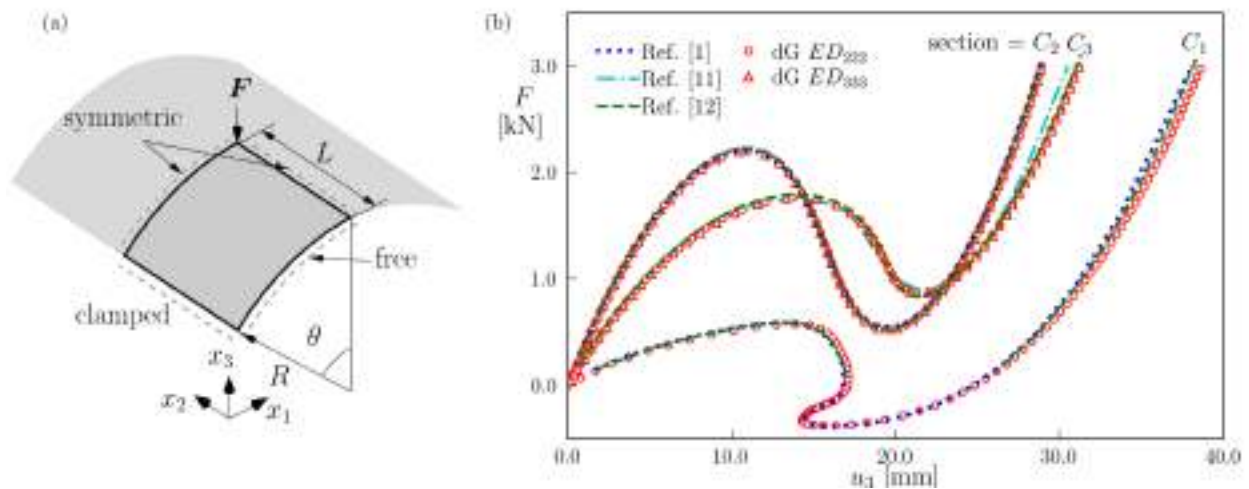 (a)
F
symmetric
L
free
clamped
θ
R
x3
x2
x1
(b)
F
[kN]
Ref. [1]
Ref. [11]
Ref. [12]
dG ED222
dG ED333
section = C2 C3 C1
3.0
2.0
1.0
0.0
0.0 10.0 20.0 30.0 40.0
u3 [mm]